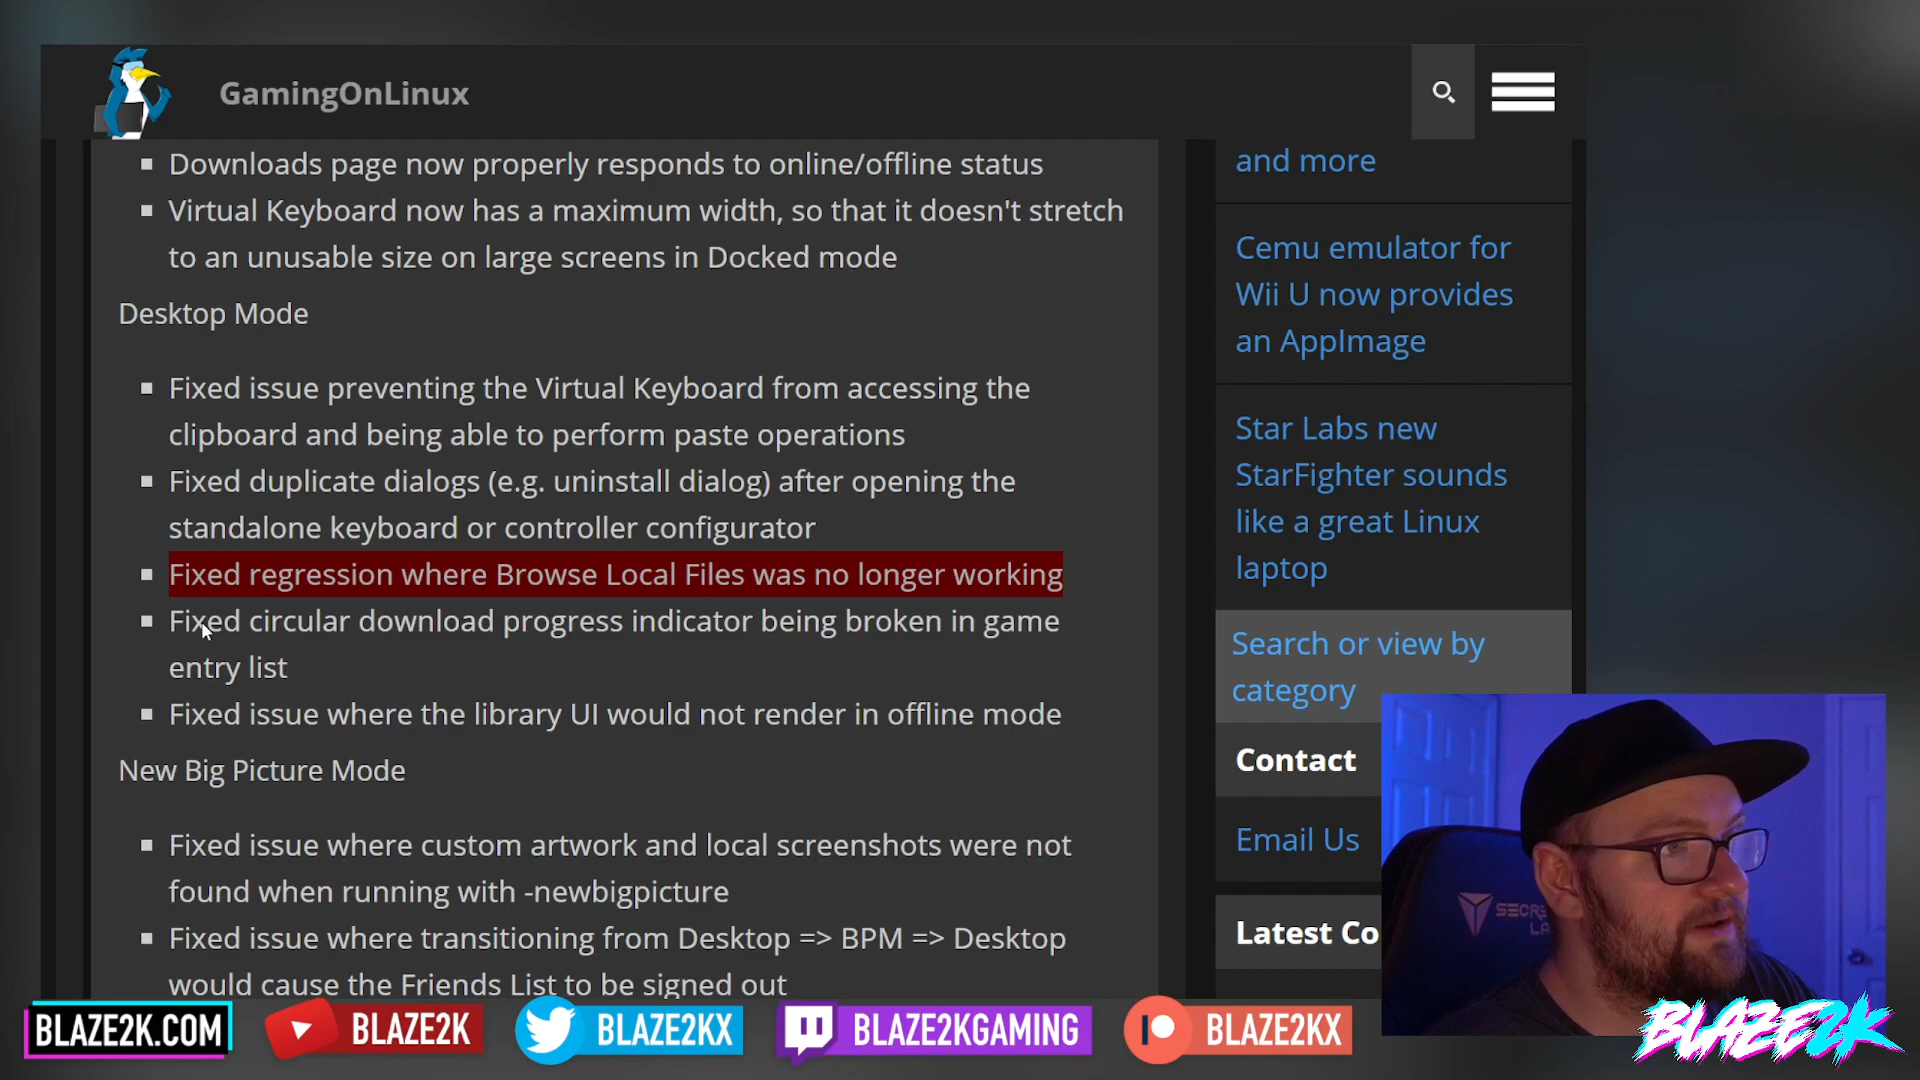 GamingOnLinux
Downloads page now properly responds to online/offline status
Virtual Keyboard now has a maximum width, so that it doesn't stretch
to an unusable size on large screens in Docked mode
Desktop Mode
Fixed issue preventing the Virtual Keyboard from accessing the
clipboard and being able to perform paste operations
Fixed duplicate dialogs (e.g. uninstall dialog) after opening the
standalone keyboard or controller configurator
Fixed regression where Browse Local Files was no longer working
Fixed circular download progress indicator being broken in game
entry list
Fixed issue where the library UI would not render in offline mode
New Big Picture Mode
Fixed issue where custom artwork and local screenshots were not
found when running with -newbigpicture
Fixed issue where transitioning from Desktop => BPM => Desktop
would cause the Friends List to be signed out
and more
Cemu emulator for
Wii U now provides
an AppImage
Star Labs new
StarFighter sounds
like a great Linux
laptop
Search or view by
category
Contact
Email Us
Latest Co
BLAZE2K.COM
BLAZE2K
BLAZE2KX
BLAZE2KGAMING
BLAZE2KX
BLAZE2K